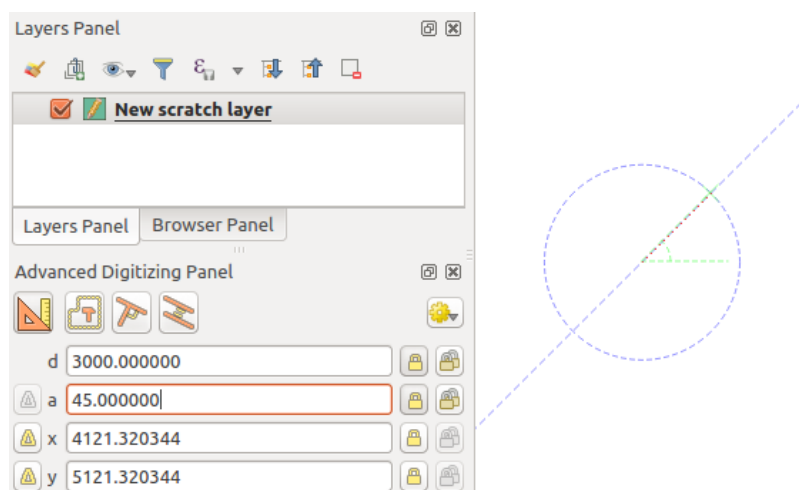 Layers Panel
New scratch layer
Layers Panel Browser Panel
Advanced Digitizing Panel
d 3000.000000
a 45.000000
x 4121.320344
y 5121.320344